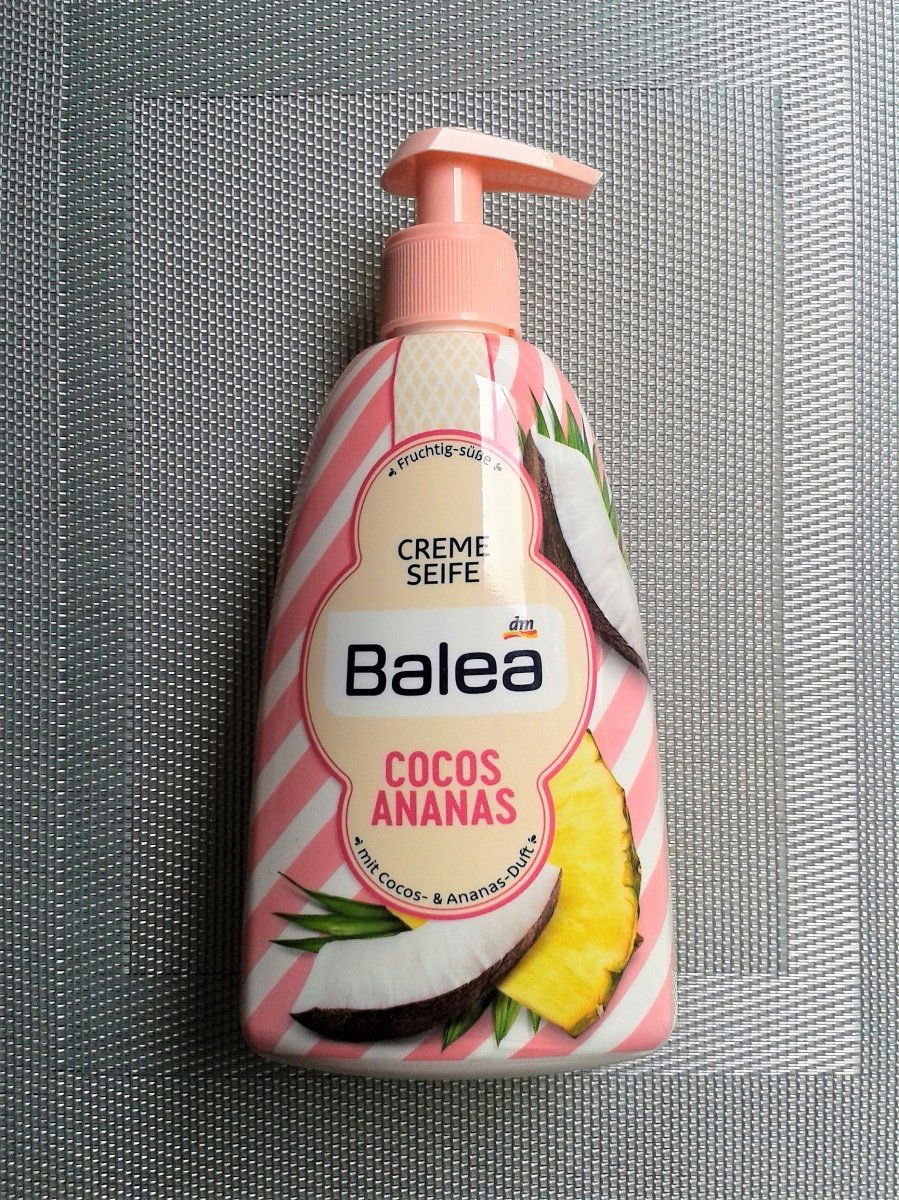 Fruchtig-süße
CREME
SEIFE
dm
Balea
COCOS
ANANAS
mit Cocos- & Ananas-Duft